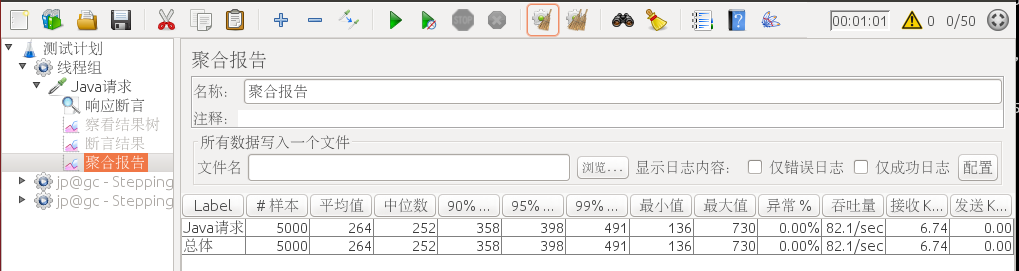 STOP
00:01:01 0 0/50
测试计划
线程组
Java请求
响应断言
察看结果树
断言结果
聚合报告
jp@gc - Stepping
jp@gc - Stepping
聚合报告
名称: 聚合报告
注释:
所有数据写入一个文件
文件名 浏览... 显示日志内容: 仅错误日志 仅成功日志 配置
Label # 样本 平均值 中位数 90% ... 95% ... 99% ... 最小值 最大值 异常 % 吞吐量 接收 K... 发送 K...
Java请求 5000 264 252 358 398 491 136 730 0.00% 82.1/sec 6.74 0.00
总体 5000 264 252 358 398 491 136 730 0.00% 82.1/sec 6.74 0.00